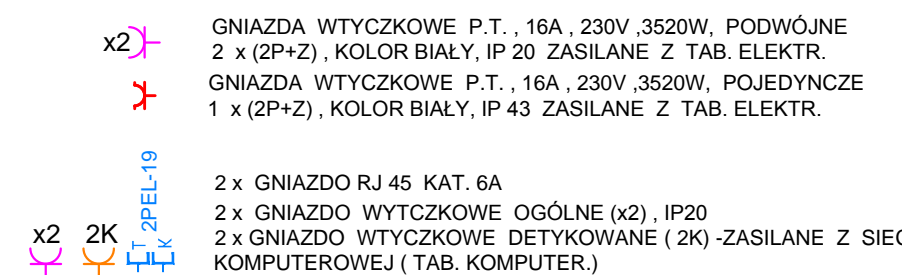 x2
GNIAZDA WTYCZKOWE P.T. , 16A , 230V ,3520W, PODWÓJNE
2 x (2P+Z) , KOLOR BIAŁY, IP 20 ZASILANE Z TAB. ELEKTR.
GNIAZDA WTYCZKOWE P.T. , 16A , 230V ,3520W, POJEDYNCZE
1 x (2P+Z) , KOLOR BIAŁY, IP 43 ZASILANE Z TAB. ELEKTR.
x2
2K
T
K
2PEL-19
2 x GNIAZDO RJ 45 KAT. 6A
2 x GNIAZDO WYTCZKOWE OGÓLNE (x2) , IP20
2 x GNIAZDO WTYCZKOWE DETYKOWANE ( 2K) -ZASILANE Z SIEC
KOMPUTEROWEJ ( TAB. KOMPUTER.)